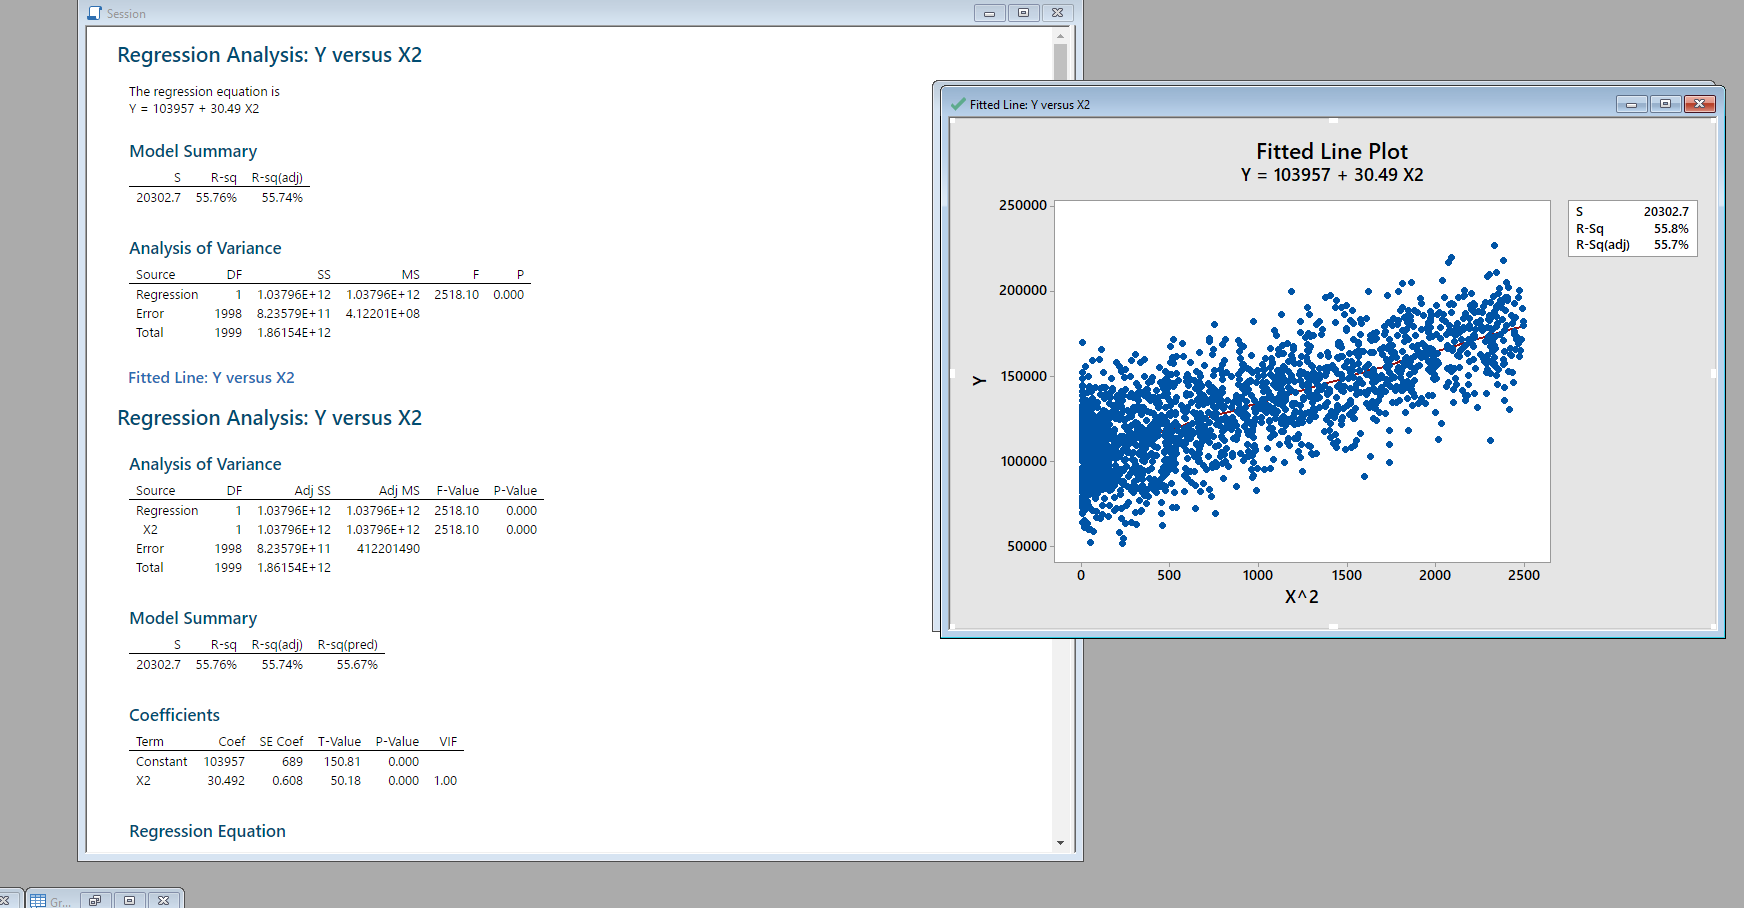 Session
Regression Analysis: Y versus X2
The regression equation is
Y = 103957 + 30.49 X2
Model Summary
S R-sq R-sq(adj)
20302.7 55.76% 55.74%
Analysis of Variance
Source DF SS MS F P
Regression 1 1.03796E+12 1.03796E+12 2518.10 0.000
Error 1998 8.23579E+11 4.12201E+08
Total 1999 1.86154E+12
Fitted Line: Y versus X2
Regression Analysis: Y versus X2
Analysis of Variance
Source DF Adj SS Adj MS F-Value P-Value
Regression 1 1.03796E+12 1.03796E+12 2518.10 0.000
X2 1 1.03796E+12 1.03796E+12 2518.10 0.000
Error 1998 8.23579E+11 412201490
Total 1999 1.86154E+12
Model Summary
S R-sq R-sq(adj) R-sq(pred)
20302.7 55.76% 55.74% 55.67%
Coefficients
Term Coef SE Coef T-Value P-Value VIF
Constant 103957 689 150.81 0.000
X2 30.492 0.608 50.18 0.000 1.00
Regression Equation
Fitted Line: Y versus X2
Fitted Line Plot
Y = 103957 + 30.49 X2
S 20302.7
R-Sq 55.8%
R-Sq(adj) 55.7%
250000
200000
150000
100000
50000
Y
0 500 1000 1500 2000 2500
X^2
Gr...